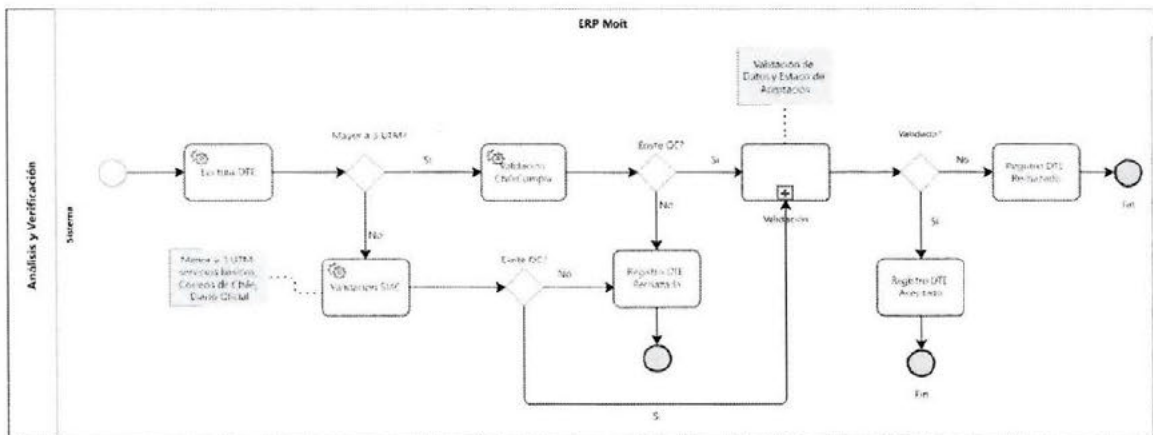 ERP Moit
Análisis y Verificación
Sistema
Lectura DTE
Mayor a 3 UTM?
Si
No
Validación
ChileCompra
Existe OC?
Si
No
Validación de
Datos y Estado de
Aceptación
Validación
Validado?
No
Si
Registro DTE
Rechazado
Fin
Menor a 3 UTM,
servicios básicos,
Correos de Chile,
Diario Oficial
Validación
Existe OC?
No
Si
Registro DTE
Rechazado
Registro DTE
Aceptado
Fin